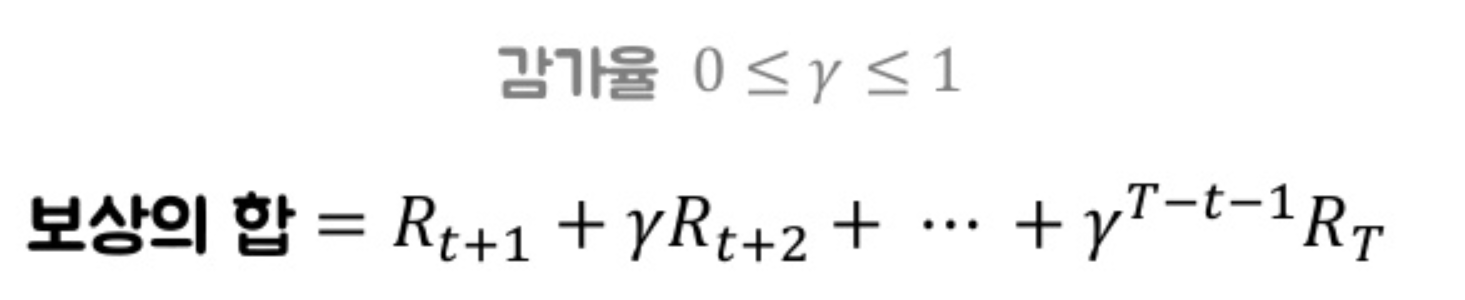 감가율 0 ≤ γ ≤ 1
보상의 합 = R_{t+1} + γR_{t+2} + ⋯ + γ^{T−t−1}R_T